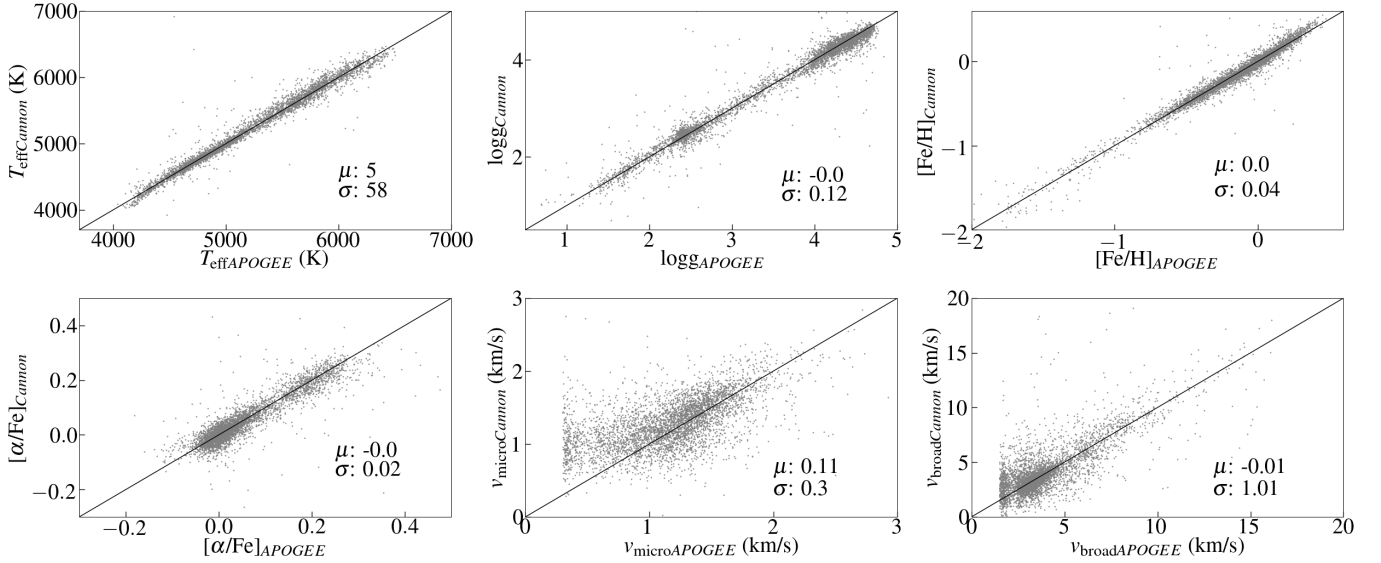 7000
6000
5000
4000
T_effCannon (K)
μ: 5
σ: 58
4000 5000 6000 7000
T_effAPOGEE (K)
4
2
logg_Cannon
μ: -0.0
σ: 0.12
1 2 3 4 5
logg_APOGEE
0
−1
−2
[Fe/H]_Cannon
μ: 0.0
σ: 0.04
−2 −1 0
[Fe/H]_APOGEE
0.4
0.2
0.0
−0.2
[α/Fe]_Cannon
μ: -0.0
σ: 0.02
−0.2 0.0 0.2 0.4
[α/Fe]_APOGEE
3
2
1
0
v_microCannon (km/s)
μ: 0.11
σ: 0.3
0 1 2 3
v_microAPOGEE (km/s)
20
15
10
5
0
v_broadCannon (km/s)
μ: -0.01
σ: 1.01
0 5 10 15 20
v_broadAPOGEE (km/s)